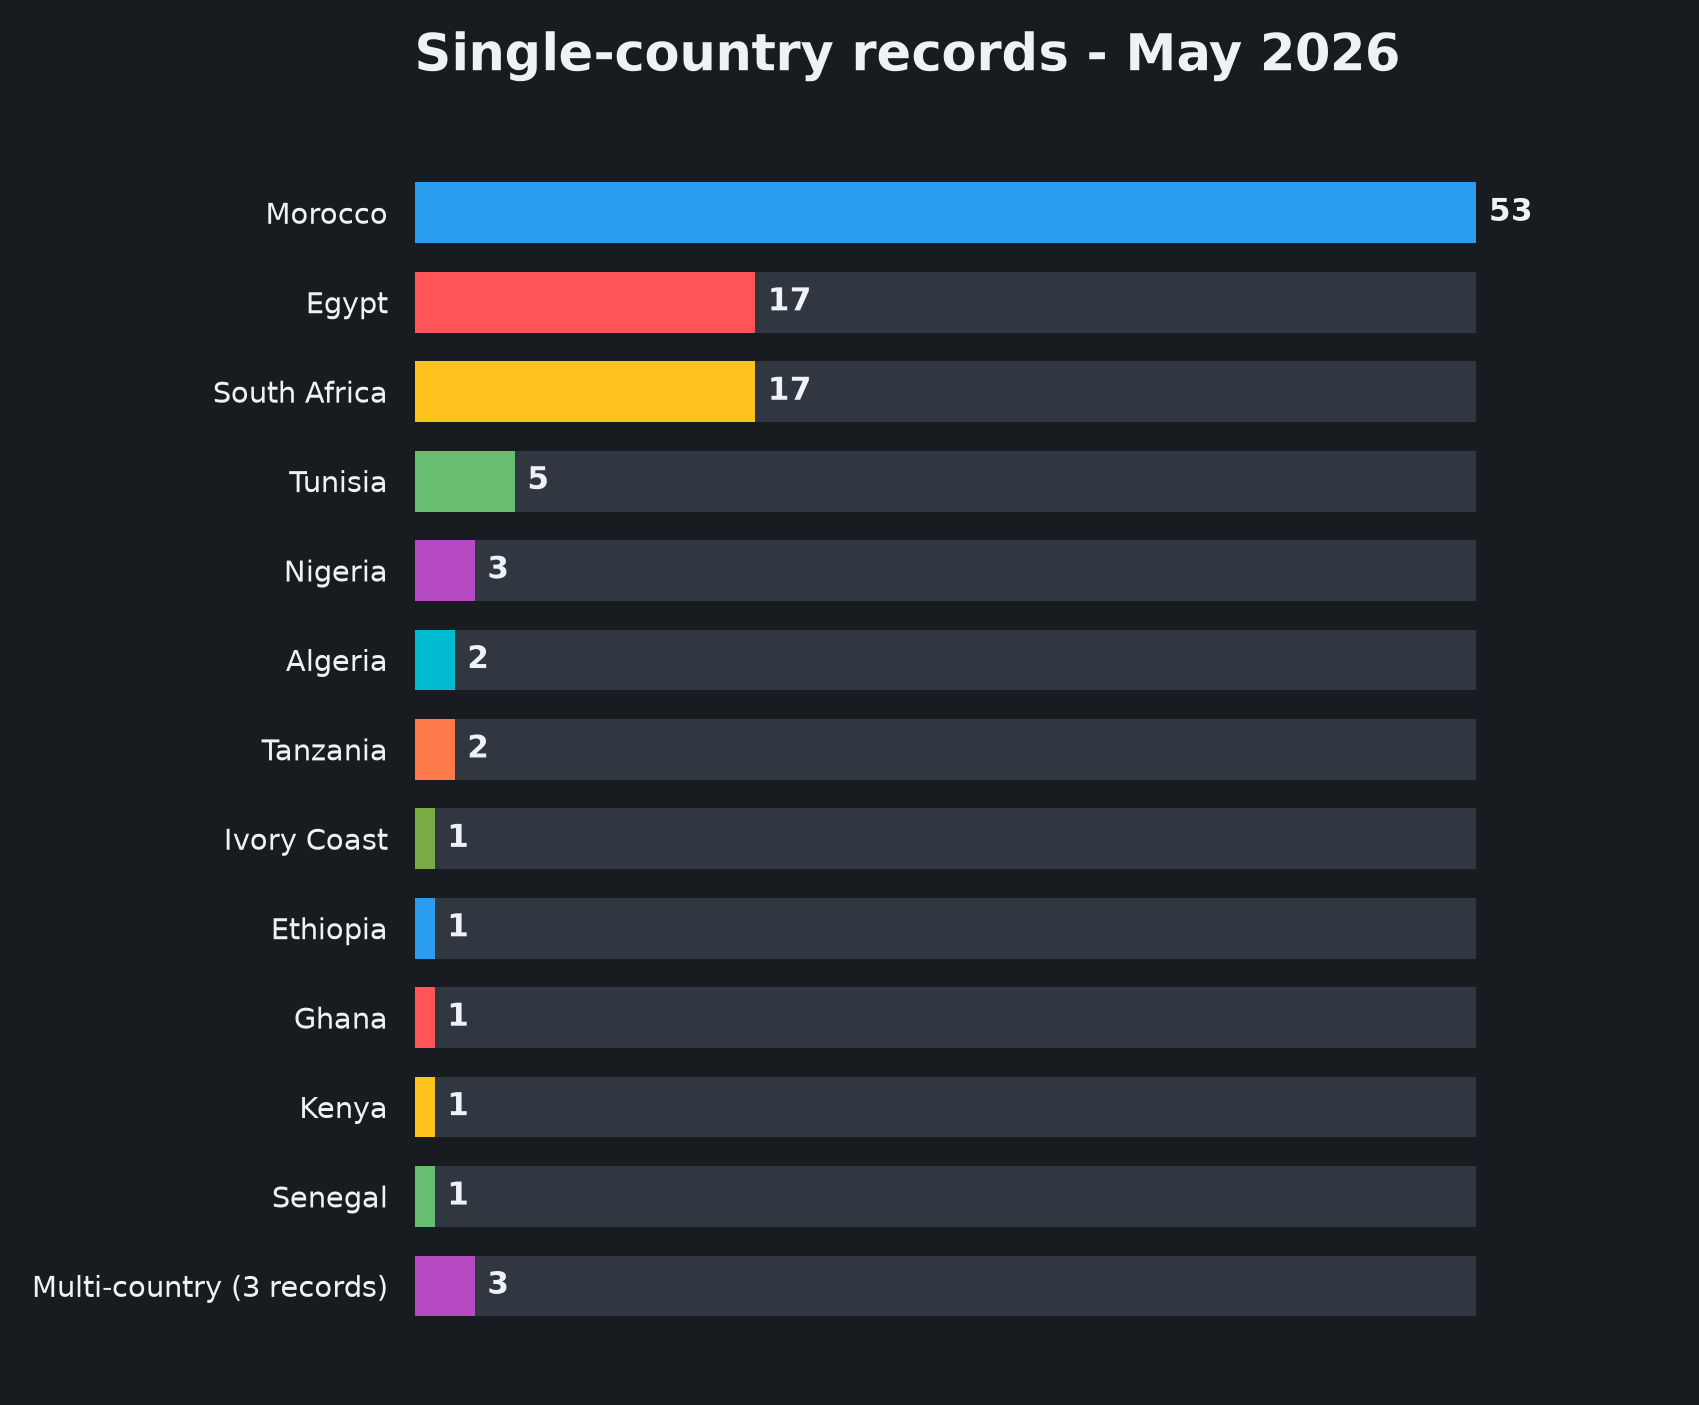 Single-country records - May 2026
Morocco 53
Egypt 17
South Africa 17
Tunisia 5
Nigeria 3
Algeria 2
Tanzania 2
Ivory Coast 1
Ethiopia 1
Ghana 1
Kenya 1
Senegal 1
Multi-country (3 records) 3